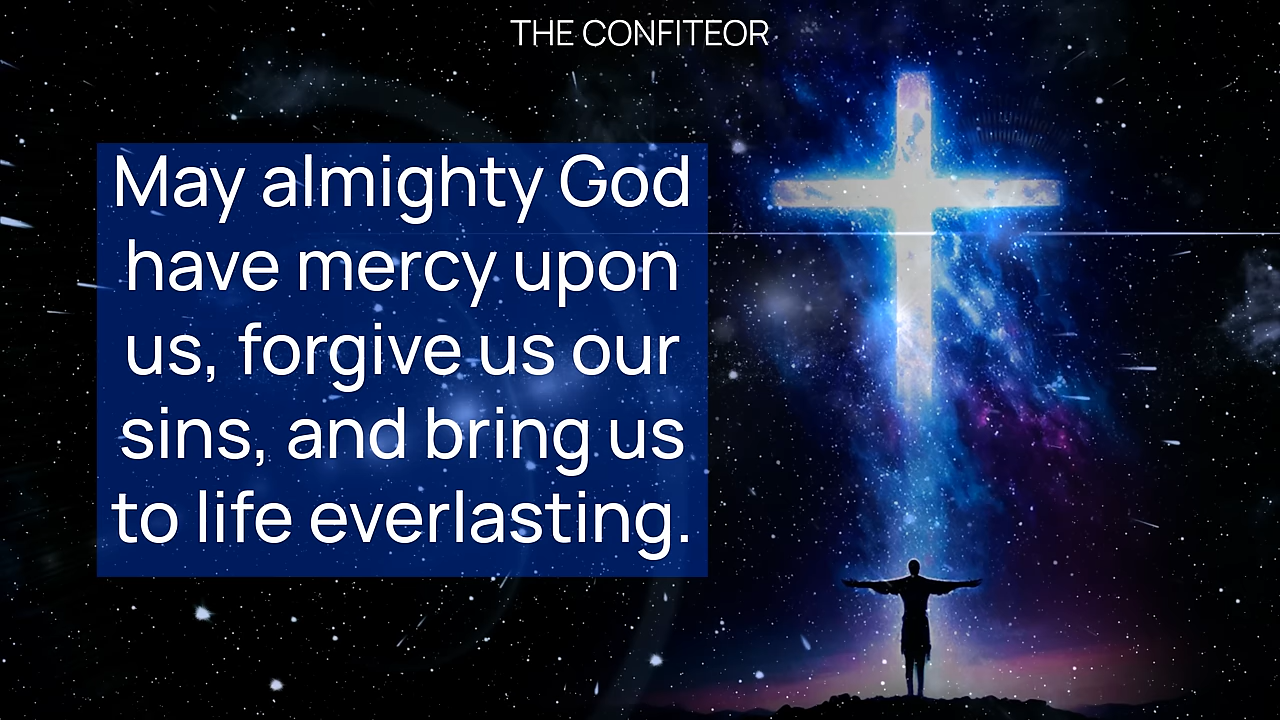 THE CONFITEOR
May almighty God
have mercy upon
us, forgive us our
sins, and bring us
to life everlasting.